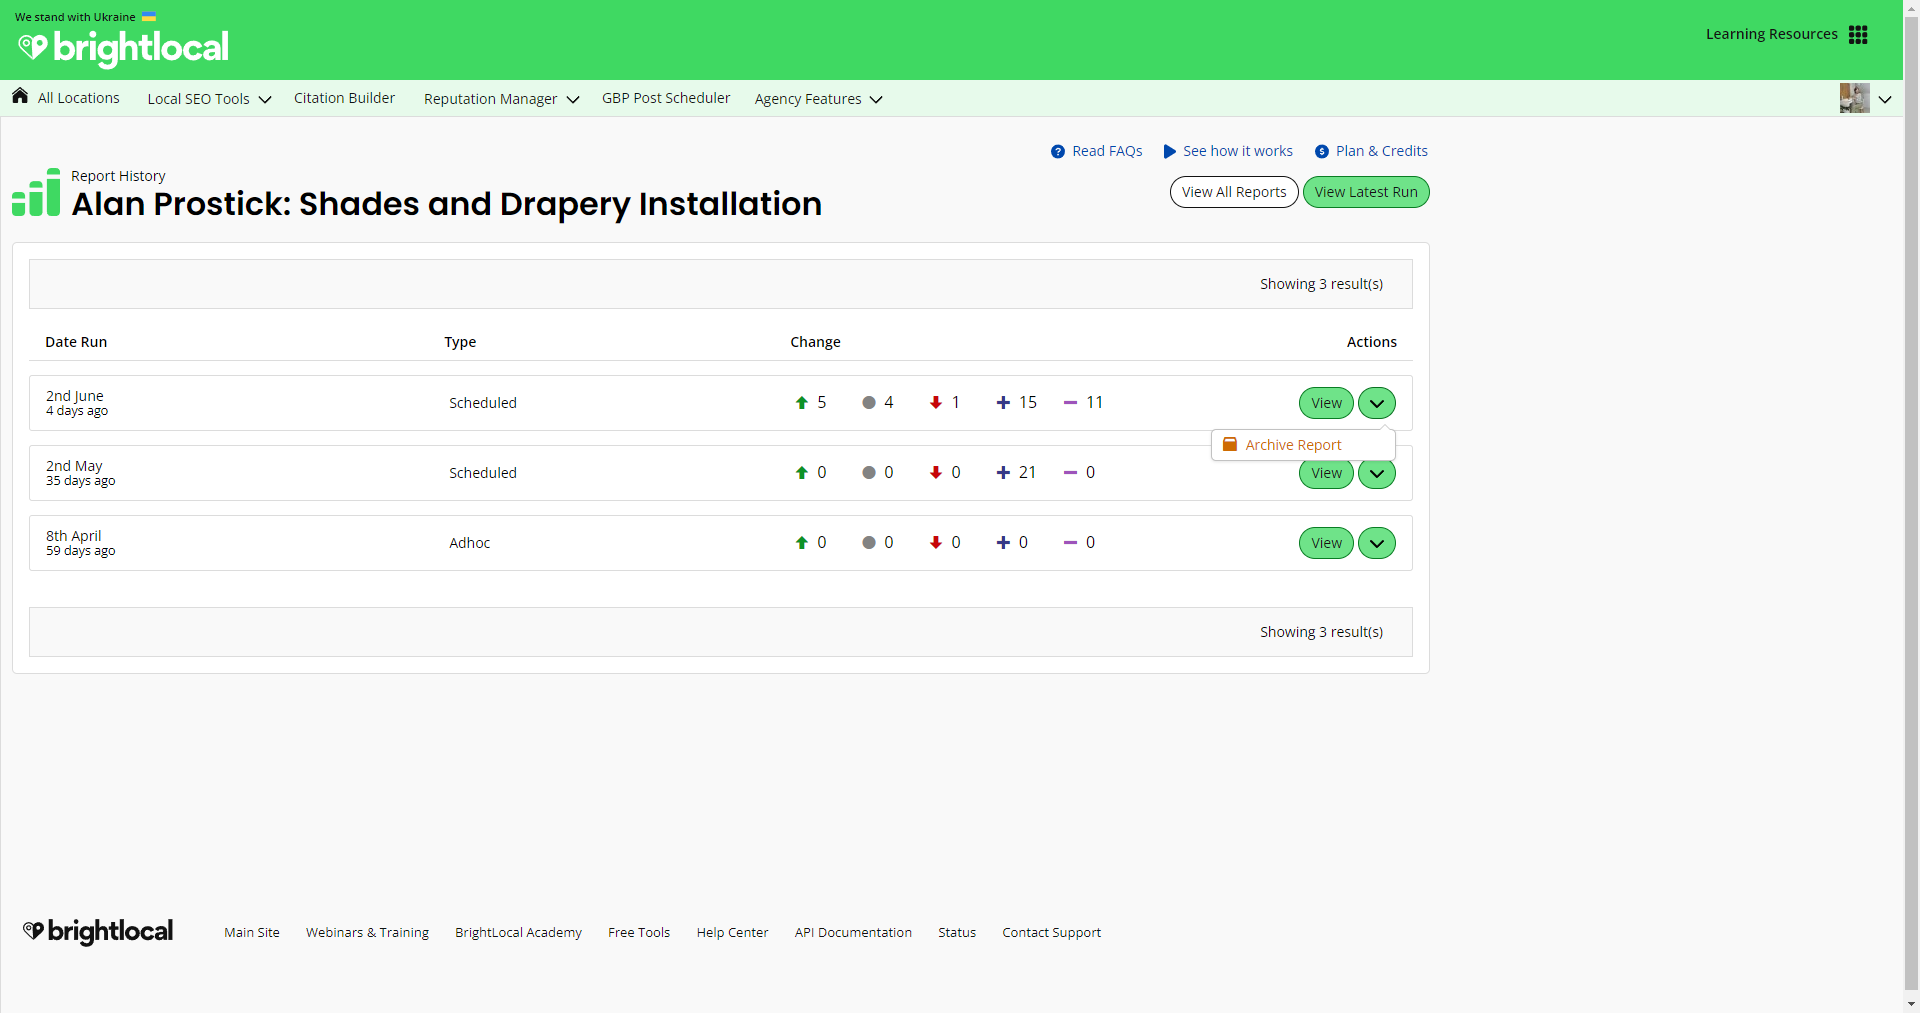 We stand with Ukraine
brightlocal
Learning Resources
All Locations
Local SEO Tools
Citation Builder
Reputation Manager
GBP Post Scheduler
Agency Features
Read FAQs
See how it works
Plan & Credits
Report History
Alan Prostick: Shades and Drapery Installation
View All Reports
View Latest Run
Showing 3 result(s)
Date Run
Type
Change
Actions
2nd June
4 days ago
Scheduled
5
4
1
15
11
View
Archive Report
2nd May
35 days ago
Scheduled
0
0
0
21
0
View
8th April
59 days ago
Adhoc
0
0
0
0
0
View
Showing 3 result(s)
brightlocal
Main Site
Webinars & Training
BrightLocal Academy
Free Tools
Help Center
API Documentation
Status
Contact Support